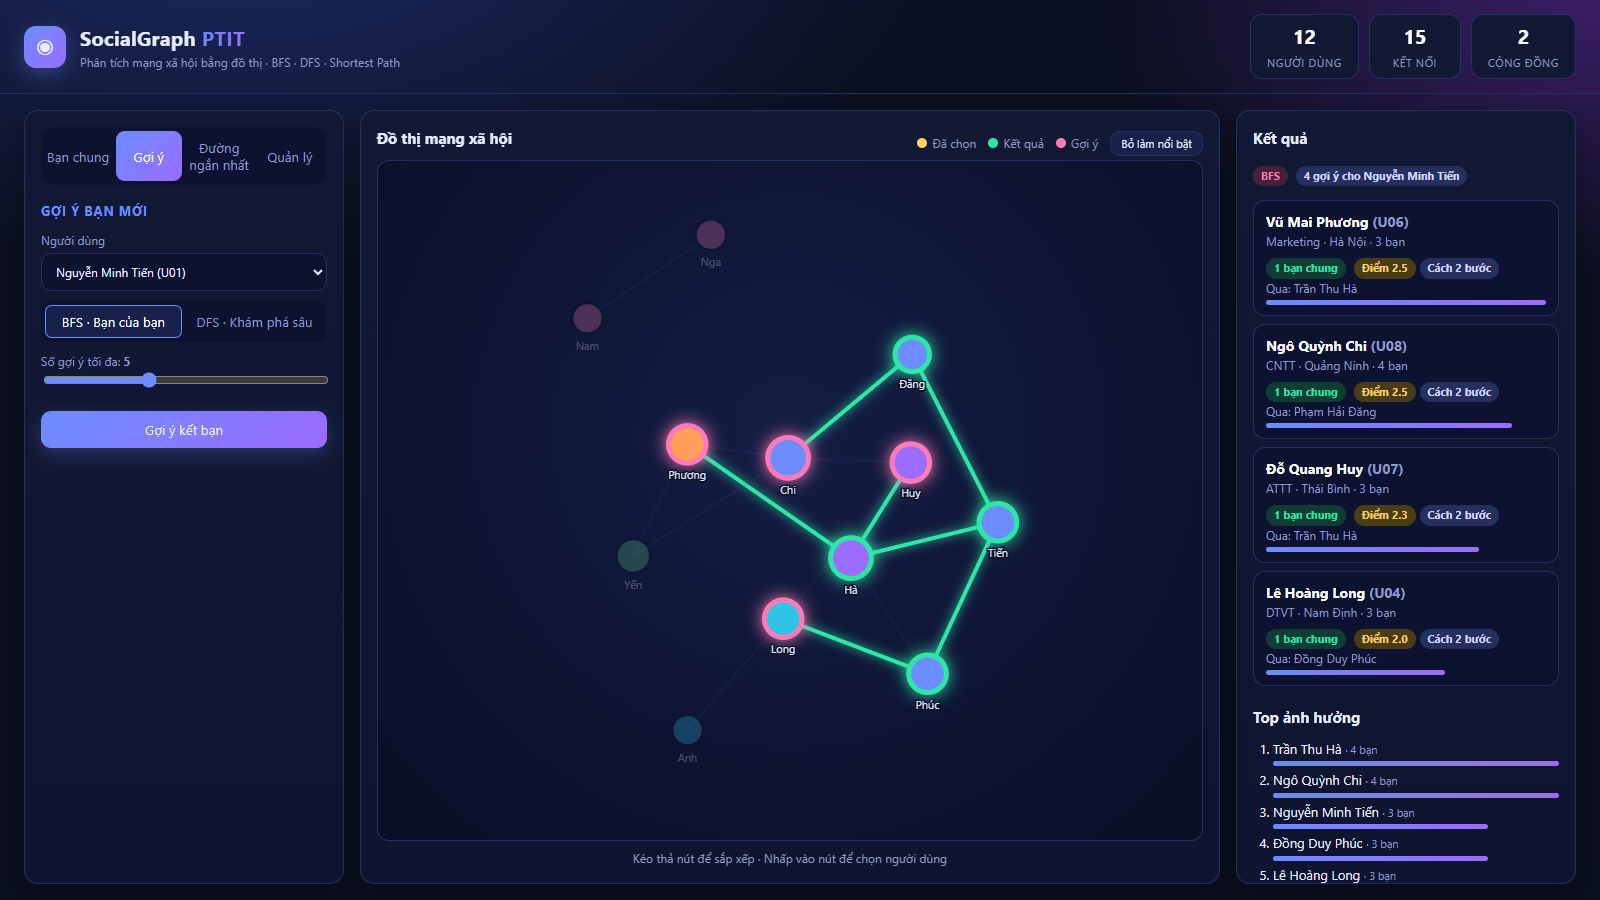 SocialGraph PTIT
Phân tích mạng xã hội bằng đồ thị · BFS · DFS · Shortest Path
12
NGƯỜI DÙNG
15
KẾT NỐI
2
CỘNG ĐỒNG
Bạn chung
Gợi ý
Đường
ngắn nhất
Quản lý
GỢI Ý BẠN MỚI
Người dùng
Nguyễn Minh Tiến (U01)
BFS · Bạn của bạn
DFS · Khám phá sâu
Số gợi ý tối đa: 5
Gợi ý kết bạn
Đồ thị mạng xã hội
Đã chọn
Kết quả
Gợi ý
Bỏ làm nổi bật
Nga
Nam
Đăng
Phương
Chi
Huy
Tiến
Yến
Hà
Long
Phúc
Anh
Kéo thả nút để sắp xếp · Nhấp vào nút để chọn người dùng
Kết quả
BFS
4 gợi ý cho Nguyễn Minh Tiến
Vũ Mai Phương (U06)
Marketing · Hà Nội · 3 bạn
1 bạn chung
Điểm 2.5
Cách 2 bước
Qua: Trần Thu Hà
Ngô Quỳnh Chi (U08)
CNTT · Quảng Ninh · 4 bạn
1 bạn chung
Điểm 2.5
Cách 2 bước
Qua: Phạm Hải Đăng
Đỗ Quang Huy (U07)
ATTT · Thái Bình · 3 bạn
1 bạn chung
Điểm 2.3
Cách 2 bước
Qua: Trần Thu Hà
Lê Hoàng Long (U04)
DTVT · Nam Định · 3 bạn
1 bạn chung
Điểm 2.0
Cách 2 bước
Qua: Đồng Duy Phúc
Top ảnh hưởng
1. Trần Thu Hà · 4 bạn
2. Ngô Quỳnh Chi · 4 bạn
3. Nguyễn Minh Tiến · 3 bạn
4. Đồng Duy Phúc · 3 bạn
5. Lê Hoàng Long · 3 bạn